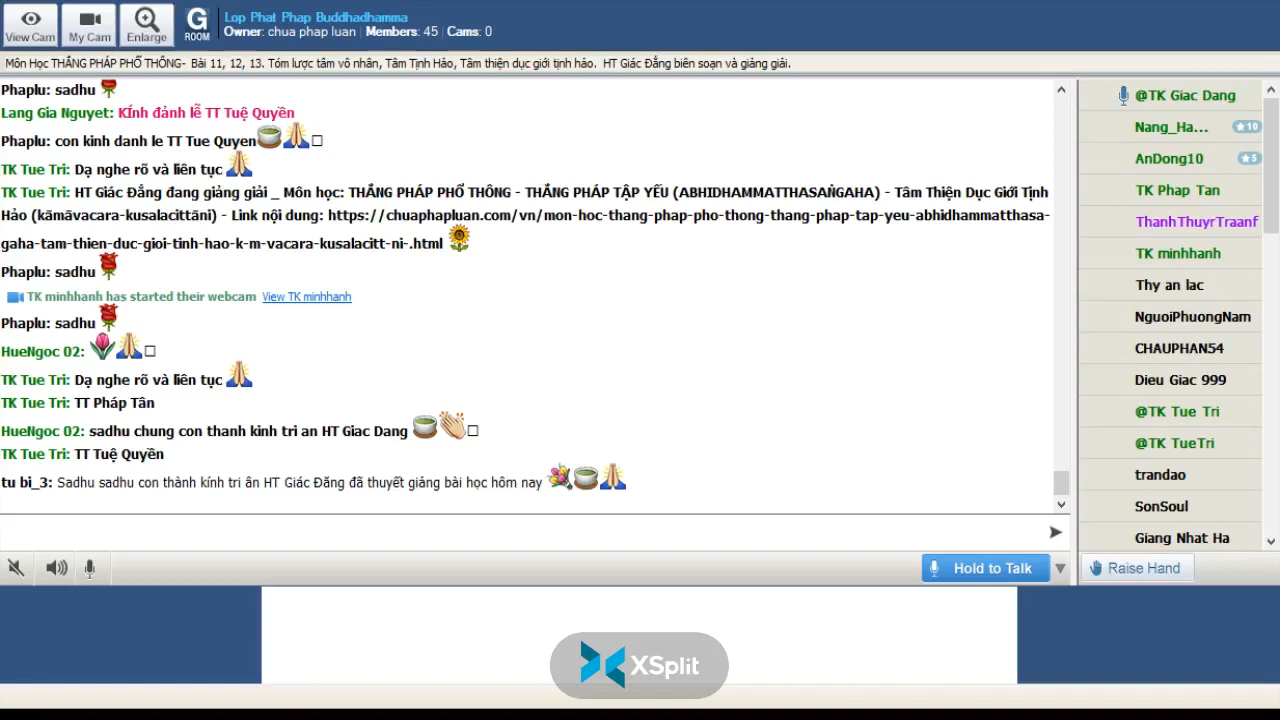 View Cam
My Cam
Enlarge
G
ROOM
Lop Phat Phap Buddhadhamma
Owner: chua phap luan | Members: 45 | Cams: 0
Môn Học THẮNG PHÁP PHỔ THÔNG- Bài 11, 12, 13. Tóm lược tâm vô nhân, Tâm Tịnh Hảo, Tâm thiện dục giới tịnh hảo. HT Giác Đẳng biên soạn và giảng giải.
Phaplu: sadhu
Lang Gia Nguyet: KÍnh đảnh lễ TT Tuệ Quyền
Phaplu: con kinh danh le TT Tue Quyen
TK Tue Tri: Dạ nghe rõ và liên tục
TK Tue Tri: HT Giác Đẳng đang giảng giải _ Môn học: THẮNG PHÁP PHỔ THÔNG - THẮNG PHÁP TẬP YẾU (ABHIDHAMMATTHASAṄGAHA) - Tâm Thiện Dục Giới Tịnh
Hảo (kāmāvacara-kusalacittāni) - Link nội dung: https://chuaphapluan.com/vn/mon-hoc-thang-phap-pho-thong-thang-phap-tap-yeu-abhidhammatthasa-
gaha-tam-thien-duc-gioi-tinh-hao-k-m-vacara-kusalacitt-ni-.html
Phaplu: sadhu
TK minhhanh has started their webcam View TK minhhanh
Phaplu: sadhu
HueNgoc 02:
TK Tue Tri: Dạ nghe rõ và liên tục
TK Tue Tri: TT Pháp Tân
HueNgoc 02: sadhu chung con thanh kinh tri an HT Giac Dang
TK Tue Tri: TT Tuệ Quyền
tu bi_3: Sadhu sadhu con thành kính tri ân HT Giác Đăng đã thuyết giảng bài học hôm nay
@TK Giac Dang
Nang_Ha... 10
AnDong10 5
TK Phap Tan
ThanhThuyrTraanf
TK minhhanh
Thy an lac
NguoiPhuongNam
CHAUPHAN54
Dieu Giac 999
@TK Tue Tri
@TK TueTri
trandao
SonSoul
Giang Nhat Ha
Hold to Talk
Raise Hand
XSplit